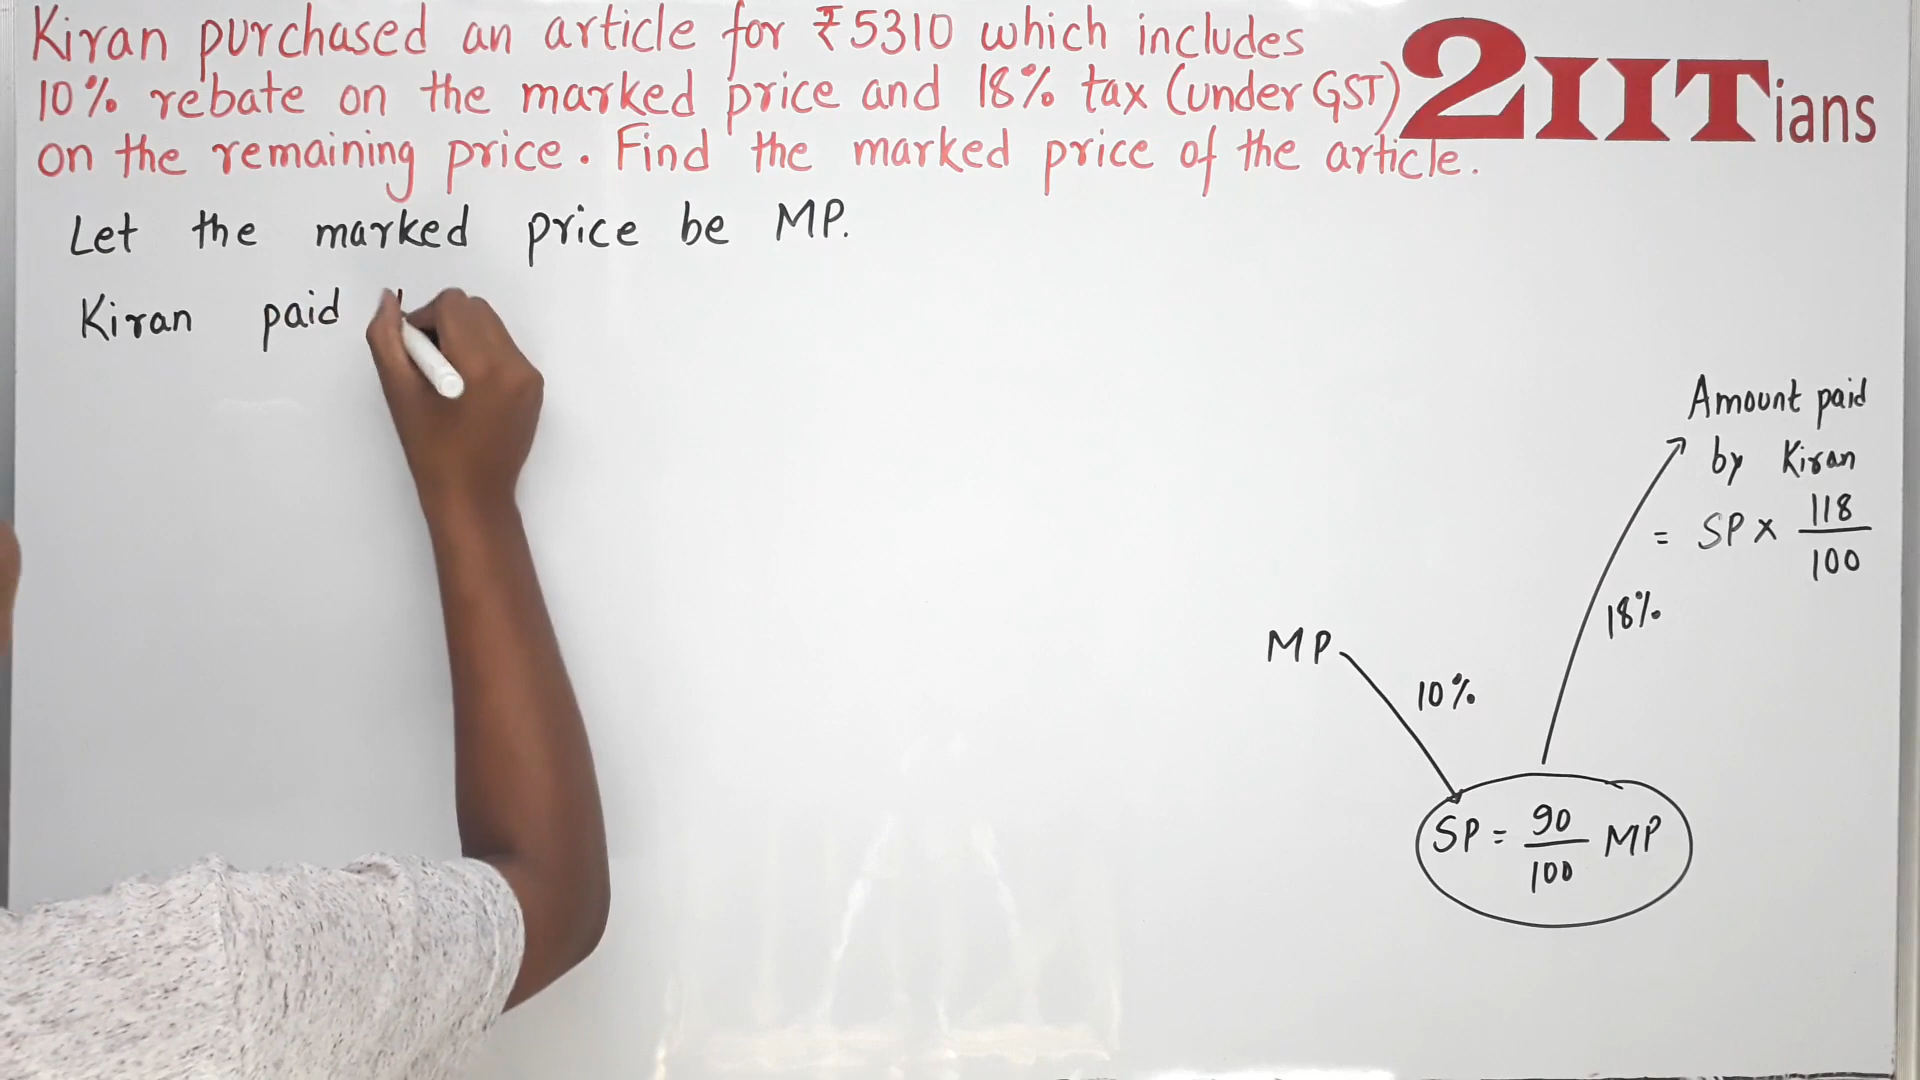 Kiran purchased an article for ₹5310 which includes
10% rebate on the marked price and 18% tax (under GST)
on the remaining price. Find the marked price of the article.
2IITians
Let the marked price be MP.
Kiran paid
Amount paid
by Kiran
= SP × 118/100
18%
MP
10%
SP = 90/100 MP